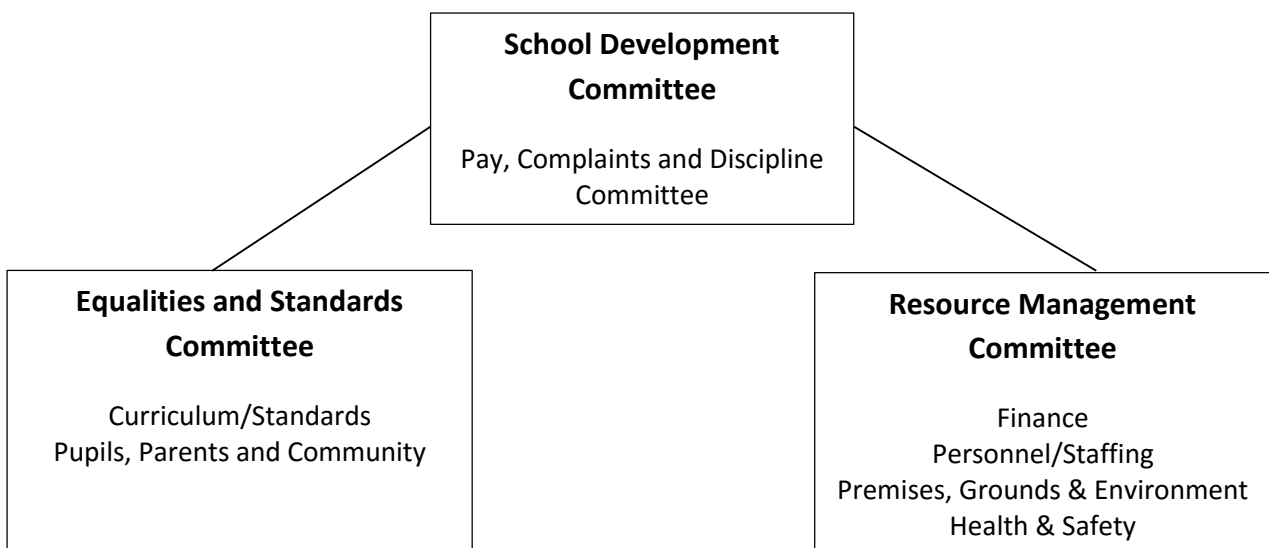 School Development
Committee
Pay, Complaints and Discipline
Committee
Equalities and Standards
Committee
Curriculum/Standards
Pupils, Parents and Community
Resource Management
Committee
Finance
Personnel/Staffing
Premises, Grounds & Environment
Health & Safety